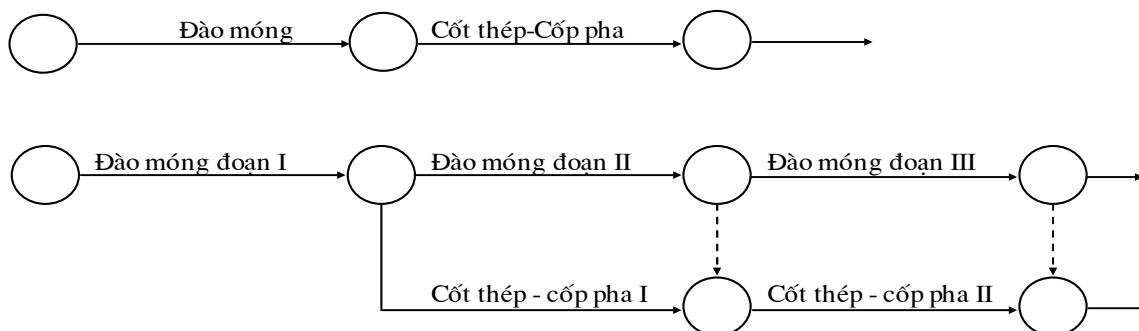 Đào móng Cốt thép-Cốp pha
Đào móng đoạn I Đào móng đoạn II Đào móng đoạn III
Cốt thép - cốp pha I Cốt thép - cốp pha II